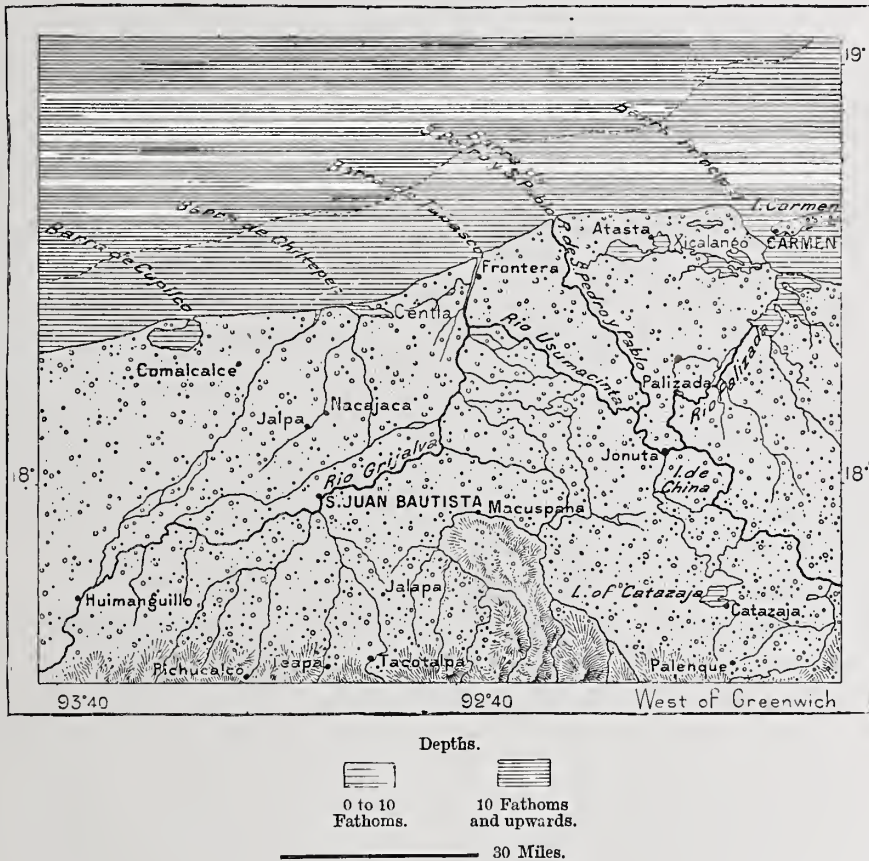 19°
Barra Principal
Barra de
S. Pedro y S. Pablo
Barra de Tabasco
Barra de Chiltepec
Barra de Cupilco
I. Carmen
CARMEN
Atasta
Xicalango
R. de S. Pedro y Pablo
Frontera
Centla
Rio Usumacinta
Rio Palizada
Palizada
Comalcalce
Nacajaca
Jalpa
18°
Rio Grijalva
Jonuta
18°
I. de
China
S. JUAN BAUTISTA
Macuspana
Jalapa
L. of Catazaja
Catazaja
Huimanguillo
Pichucalco
Teapa
Tacotalpa
Palenque
93°40
92°40
West of Greenwich
Depths.
0 to 10
Fathoms.
10 Fathoms
and upwards.
30 Miles.